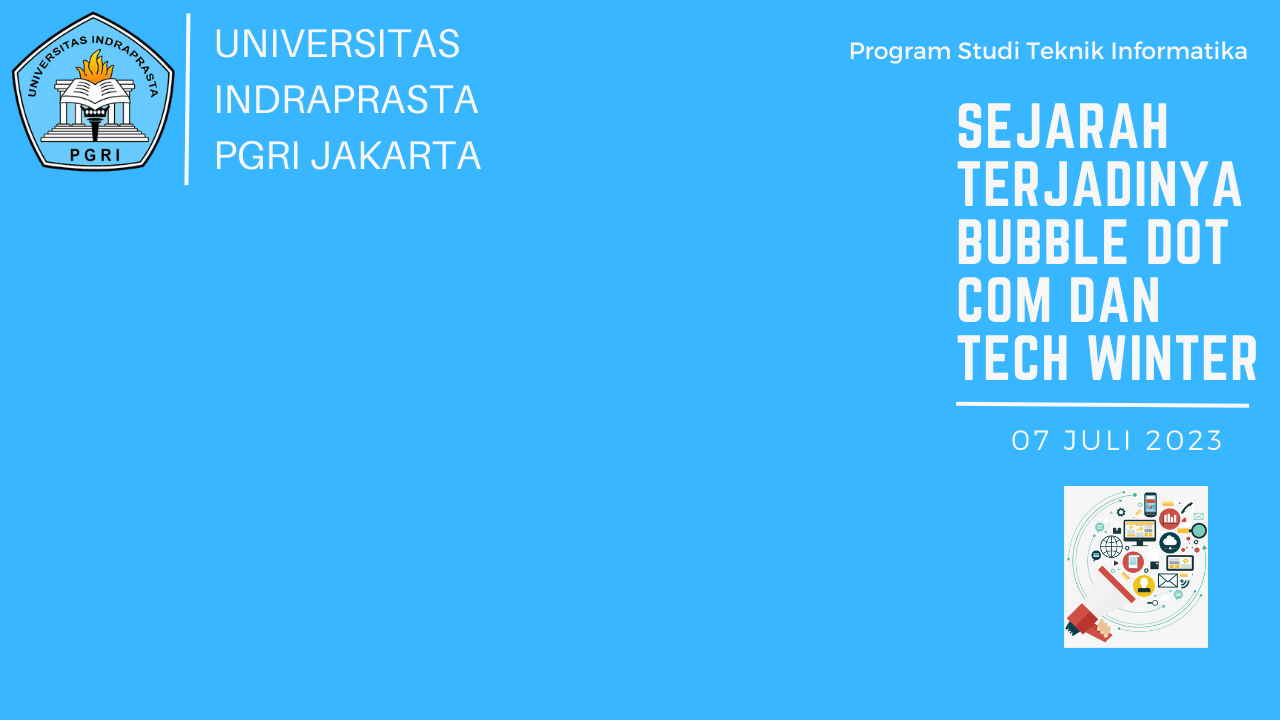 UNIVERSITAS INDRAPRASTA
PGRI
UNIVERSITAS
INDRAPRASTA
PGRI JAKARTA
Program Studi Teknik Informatika
SEJARAH
TERJADINYA
BUBBLE DOT
COM DAN
TECH WINTER
07 JULI 2023